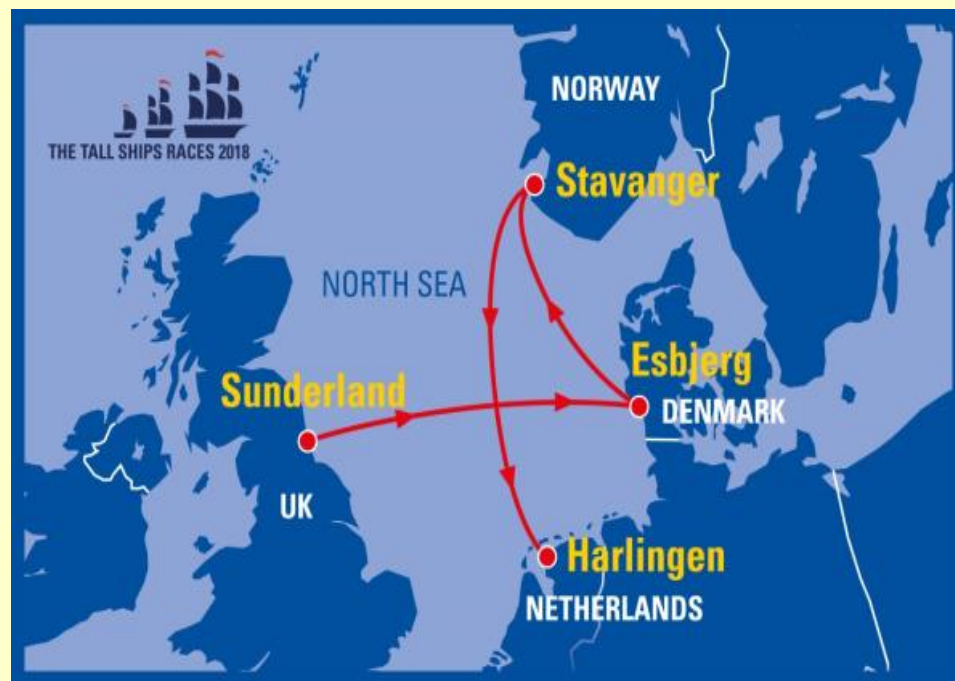 NORWAY
THE TALL SHIPS RACES 2018
Stavanger
NORTH SEA
Esbjerg
Sunderland
DENMARK
UK
Harlingen
NETHERLANDS